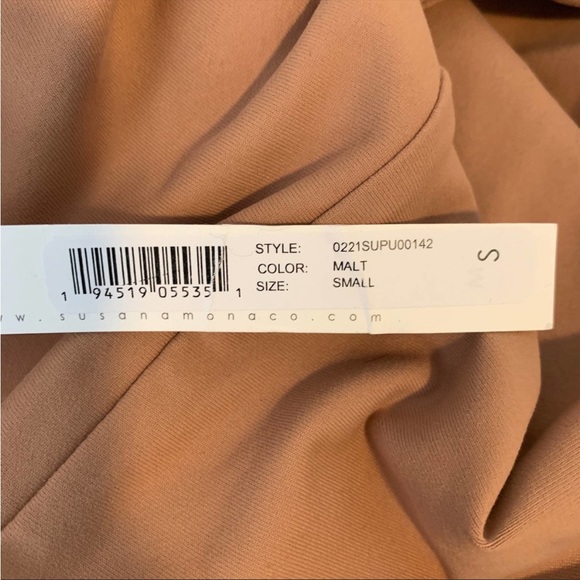 STYLE: 0221SUPU00142
COLOR: MALT
SIZE: SMALL
1 94519 05535 1
www.susanamonaco.com
S